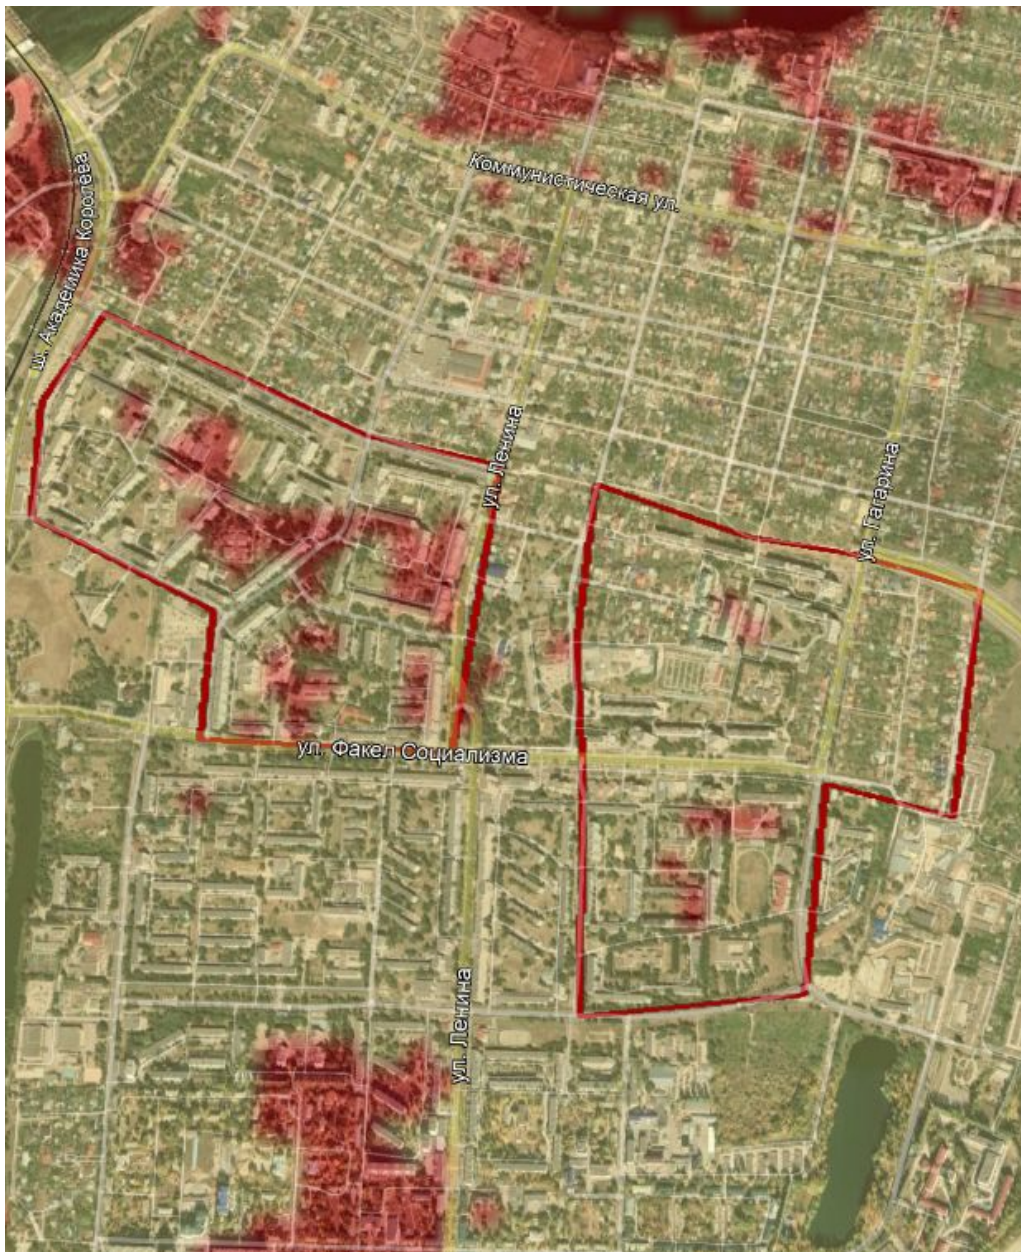 Коммунистическая ул.
ш. Академика Королёва
ул. Ленина
ул. Гагарина
ул. Факел Социализма
ул. Ленина